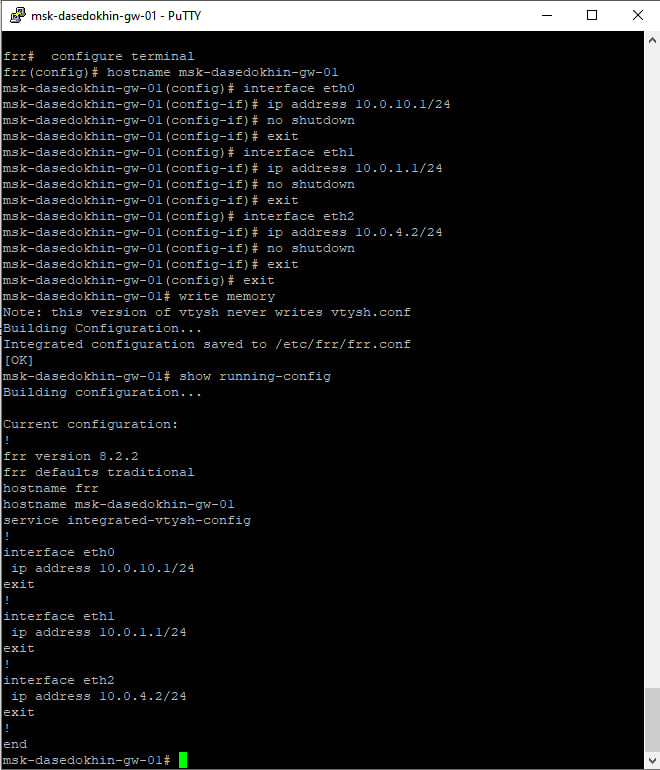 msk-dasedokhin-gw-01 - PuTTY
frr#  configure terminal
frr(config)# hostname msk-dasedokhin-gw-01
msk-dasedokhin-gw-01(config)# interface eth0
msk-dasedokhin-gw-01(config-if)# ip address 10.0.10.1/24
msk-dasedokhin-gw-01(config-if)# no shutdown
msk-dasedokhin-gw-01(config-if)# exit
msk-dasedokhin-gw-01(config)# interface eth1
msk-dasedokhin-gw-01(config-if)# ip address 10.0.1.1/24
msk-dasedokhin-gw-01(config-if)# no shutdown
msk-dasedokhin-gw-01(config-if)# exit
msk-dasedokhin-gw-01(config)# interface eth2
msk-dasedokhin-gw-01(config-if)# ip address 10.0.4.2/24
msk-dasedokhin-gw-01(config-if)# no shutdown
msk-dasedokhin-gw-01(config-if)# exit
msk-dasedokhin-gw-01(config)# exit
msk-dasedokhin-gw-01# write memory
Note: this version of vtysh never writes vtysh.conf
Building Configuration...
Integrated configuration saved to /etc/frr/frr.conf
[OK]
msk-dasedokhin-gw-01# show running-config
Building configuration...
Current configuration:
!
frr version 8.2.2
frr defaults traditional
hostname frr
hostname msk-dasedokhin-gw-01
service integrated-vtysh-config
!
interface eth0
 ip address 10.0.10.1/24
exit
!
interface eth1
 ip address 10.0.1.1/24
exit
!
interface eth2
 ip address 10.0.4.2/24
exit
!
end
msk-dasedokhin-gw-01#